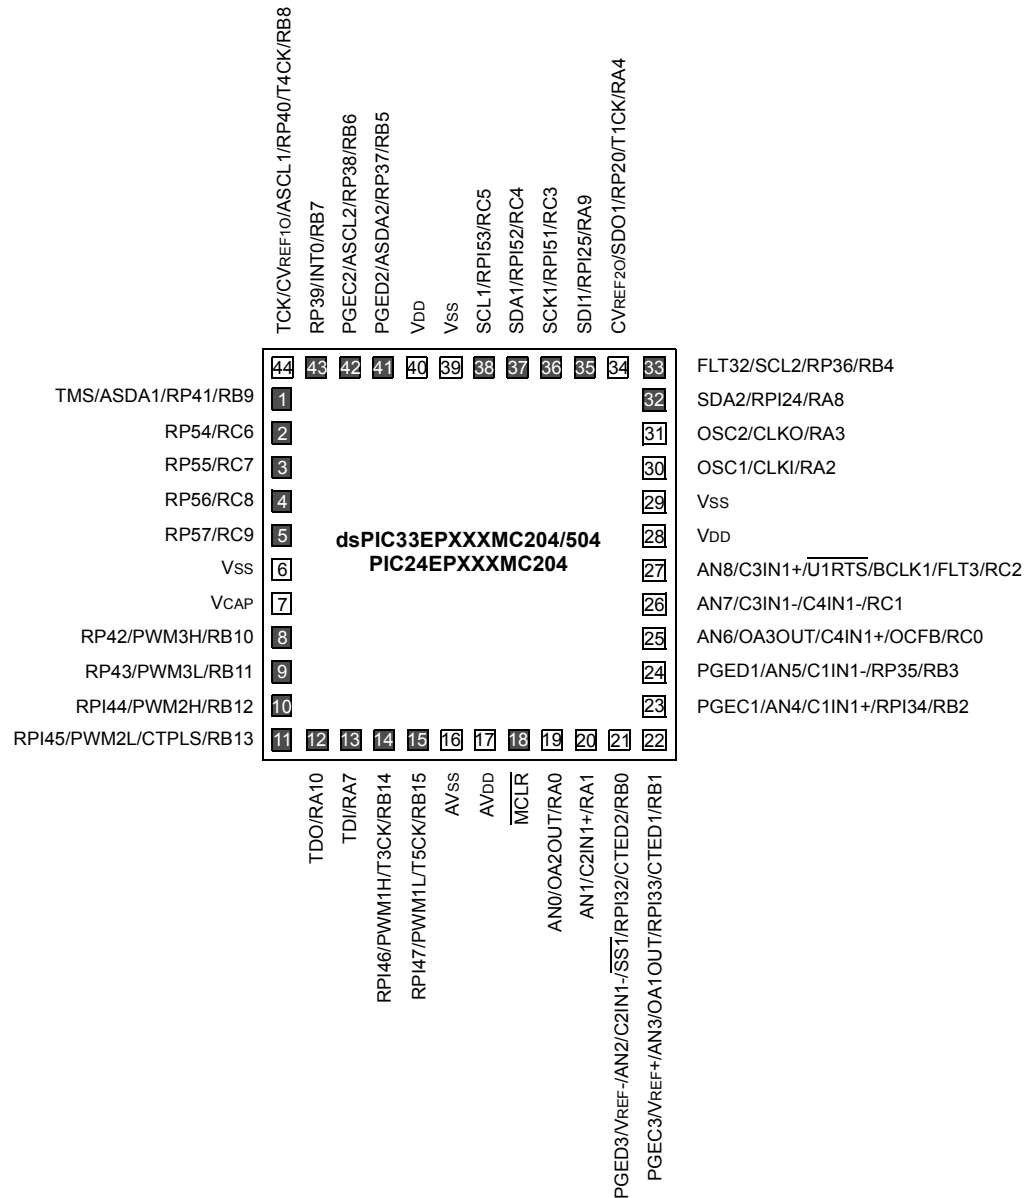 TCK/CVREF1O/ASCL1/RP40/T4CK/RB8
RP39/INT0/RB7
PGEC2/ASCL2/RP38/RB6
PGED2/ASDA2/RP37/RB5
VDD
VSS
SCL1/RPI53/RC5
SDA1/RPI52/RC4
SCK1/RPI51/RC3
SDI1/RPI25/RA9
CVREF2O/SDO1/RP20/T1CK/RA4
44 43 42 41 40 39 38 37 36 35 34 33 FLT32/SCL2/RP36/RB4
TMS/ASDA1/RP41/RB9 1 32 SDA2/RPI24/RA8
RP54/RC6 2 31 OSC2/CLKO/RA3
RP55/RC7 3 30 OSC1/CLKI/RA2
RP56/RC8 4 29 VSS
RP57/RC9 5 28 VDD
dsPIC33EPXXXMC204/504
PIC24EPXXXMC204
VSS 6 27 AN8/C3IN1+/U1RTS/BCLK1/FLT3/RC2
VCAP 7 26 AN7/C3IN1-/C4IN1-/RC1
RP42/PWM3H/RB10 8 25 AN6/OA3OUT/C4IN1+/OCFB/RC0
RP43/PWM3L/RB11 9 24 PGED1/AN5/C1IN1-/RP35/RB3
RPI44/PWM2H/RB12 10 23 PGEC1/AN4/C1IN1+/RPI34/RB2
RPI45/PWM2L/CTPLS/RB13 11 12 13 14 15 16 17 18 19 20 21 22
TDO/RA10
TDI/RA7
RPI46/PWM1H/T3CK/RB14
RPI47/PWM1L/T5CK/RB15
AVSS
AVDD
MCLR
AN0/OA2OUT/RA0
AN1/C2IN1+/RA1
PGED3/VREF-/AN2/C2IN1-/SS1/RPI32/CTED2/RB0
PGEC3/VREF+/AN3/OA1OUT/RPI33/CTED1/RB1